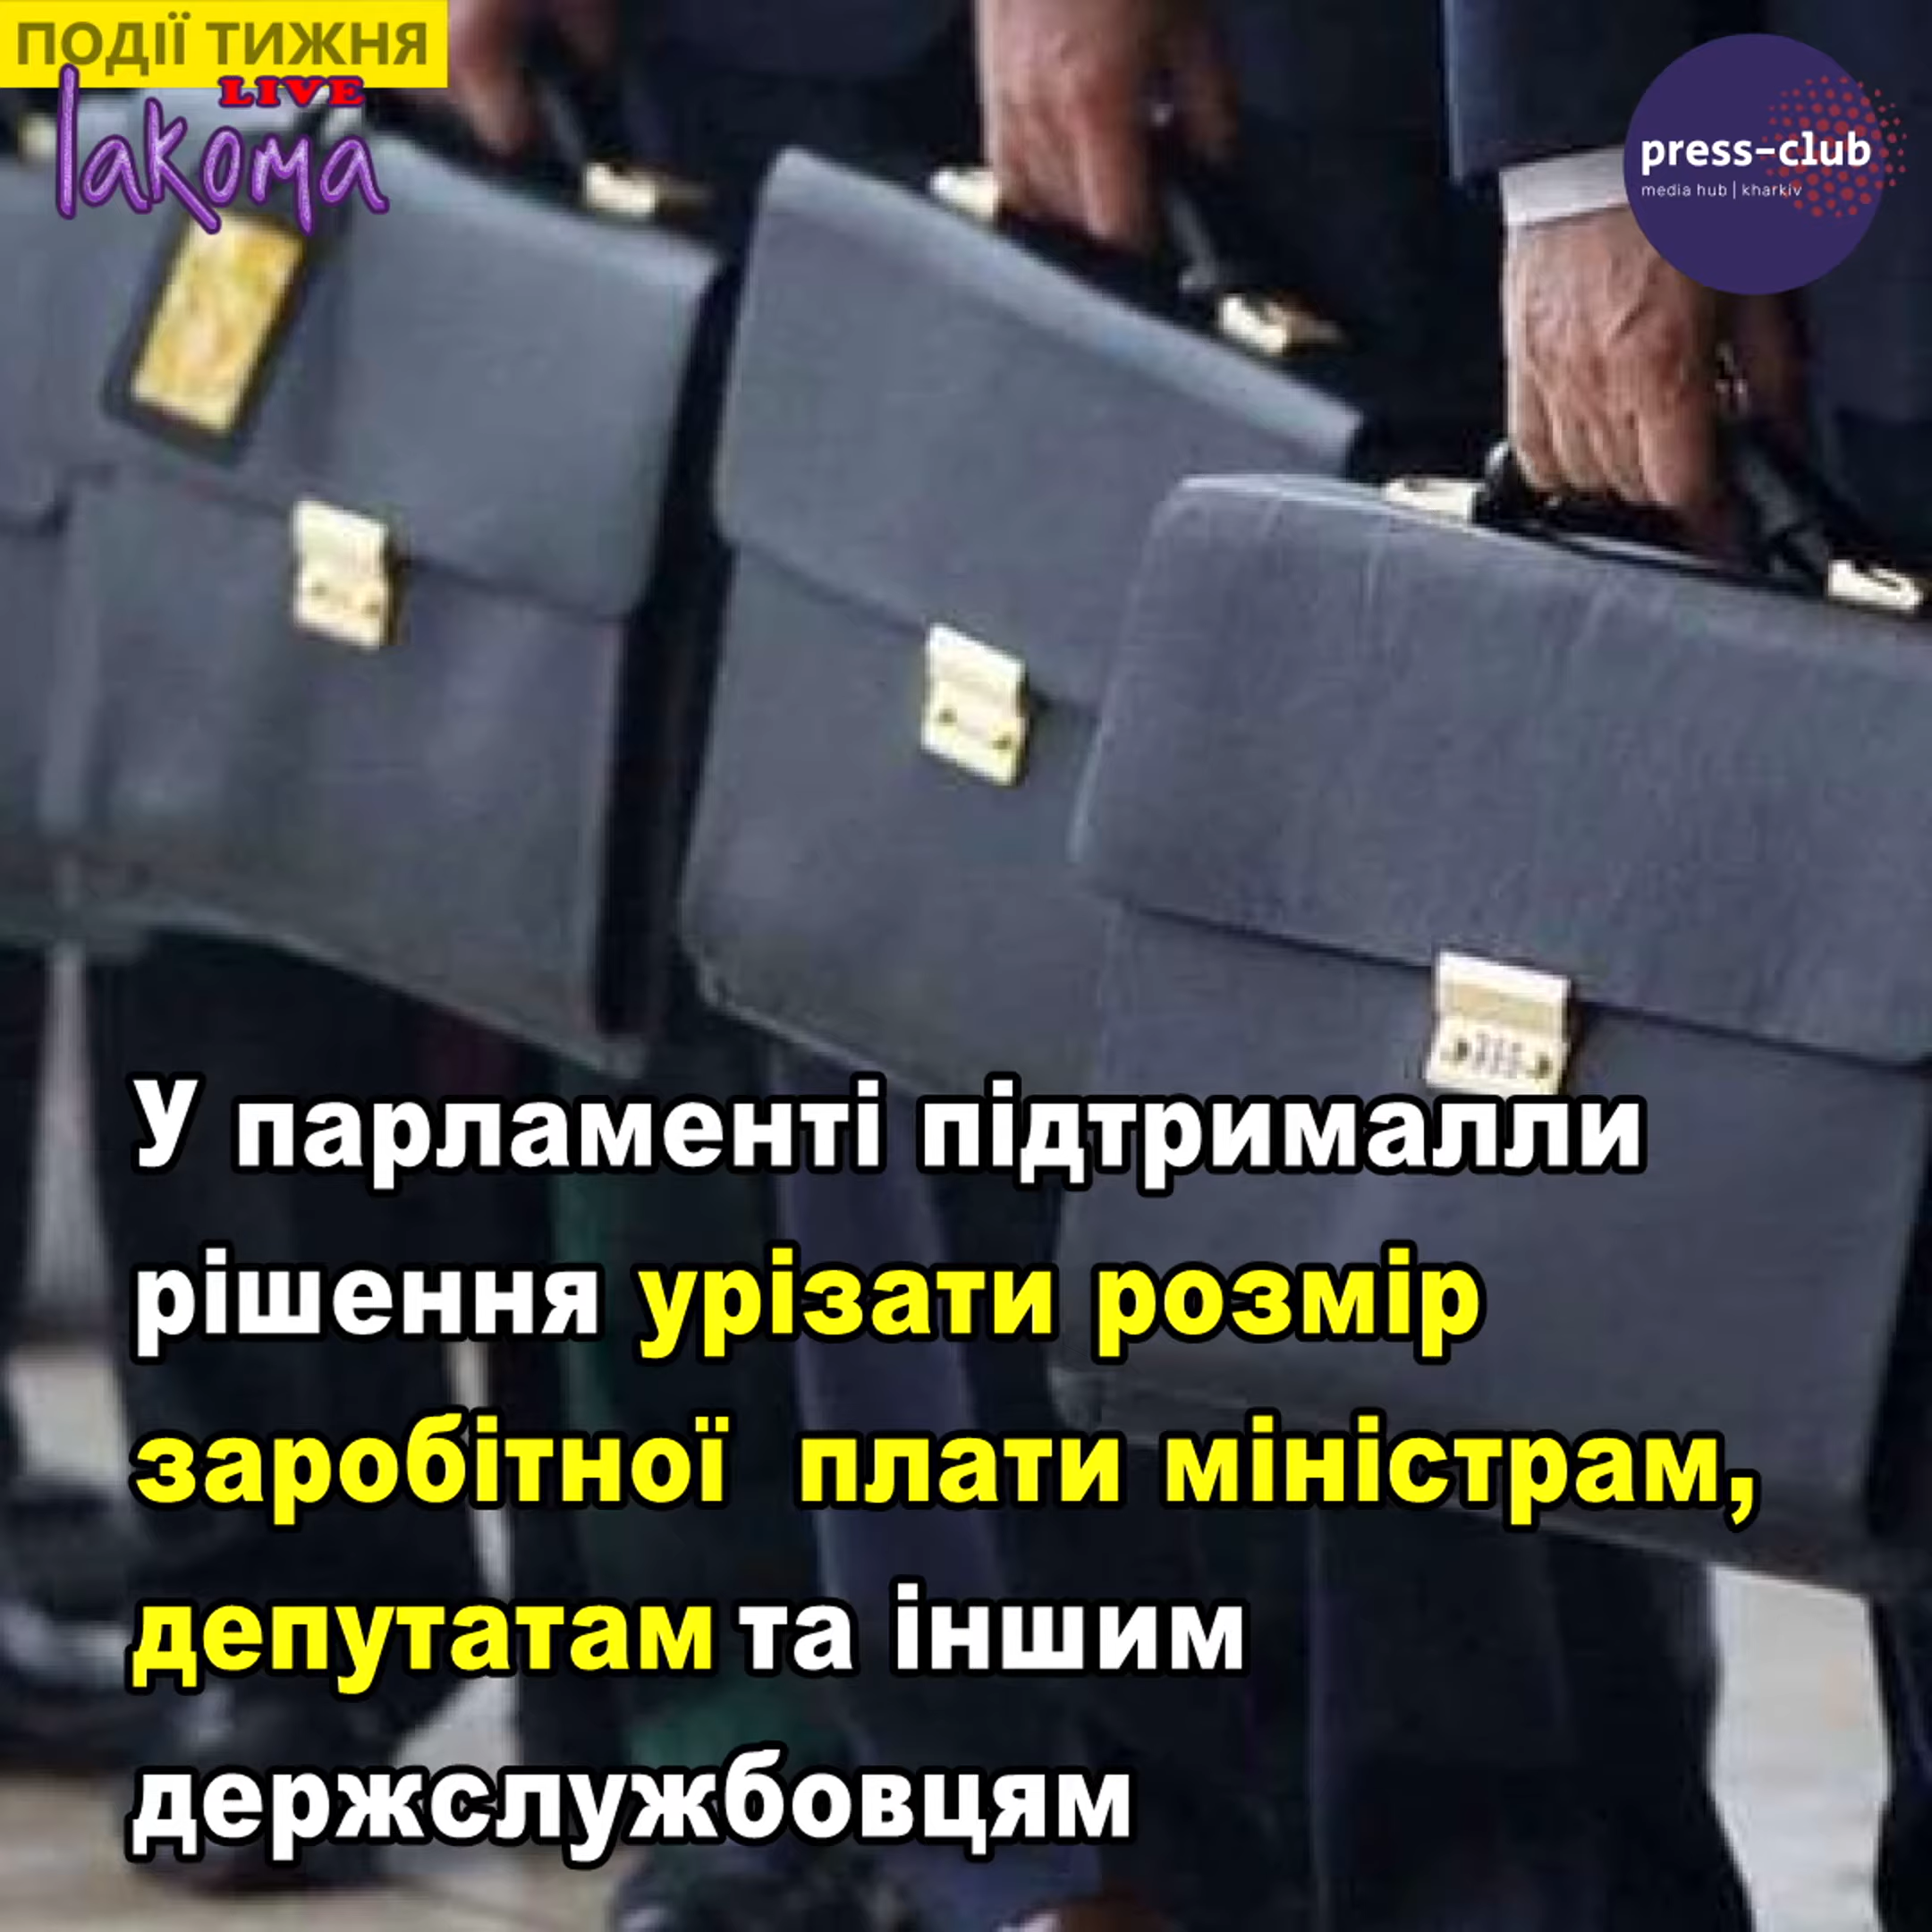 ПОДІЇ ТИЖНЯ
LIVE
lakoma
press-club
media hub | kharkiv
У парламенті підтрималли
рішення урізати розмір
заробітної плати міністрам,
депутатам та іншим
держслужбовцям